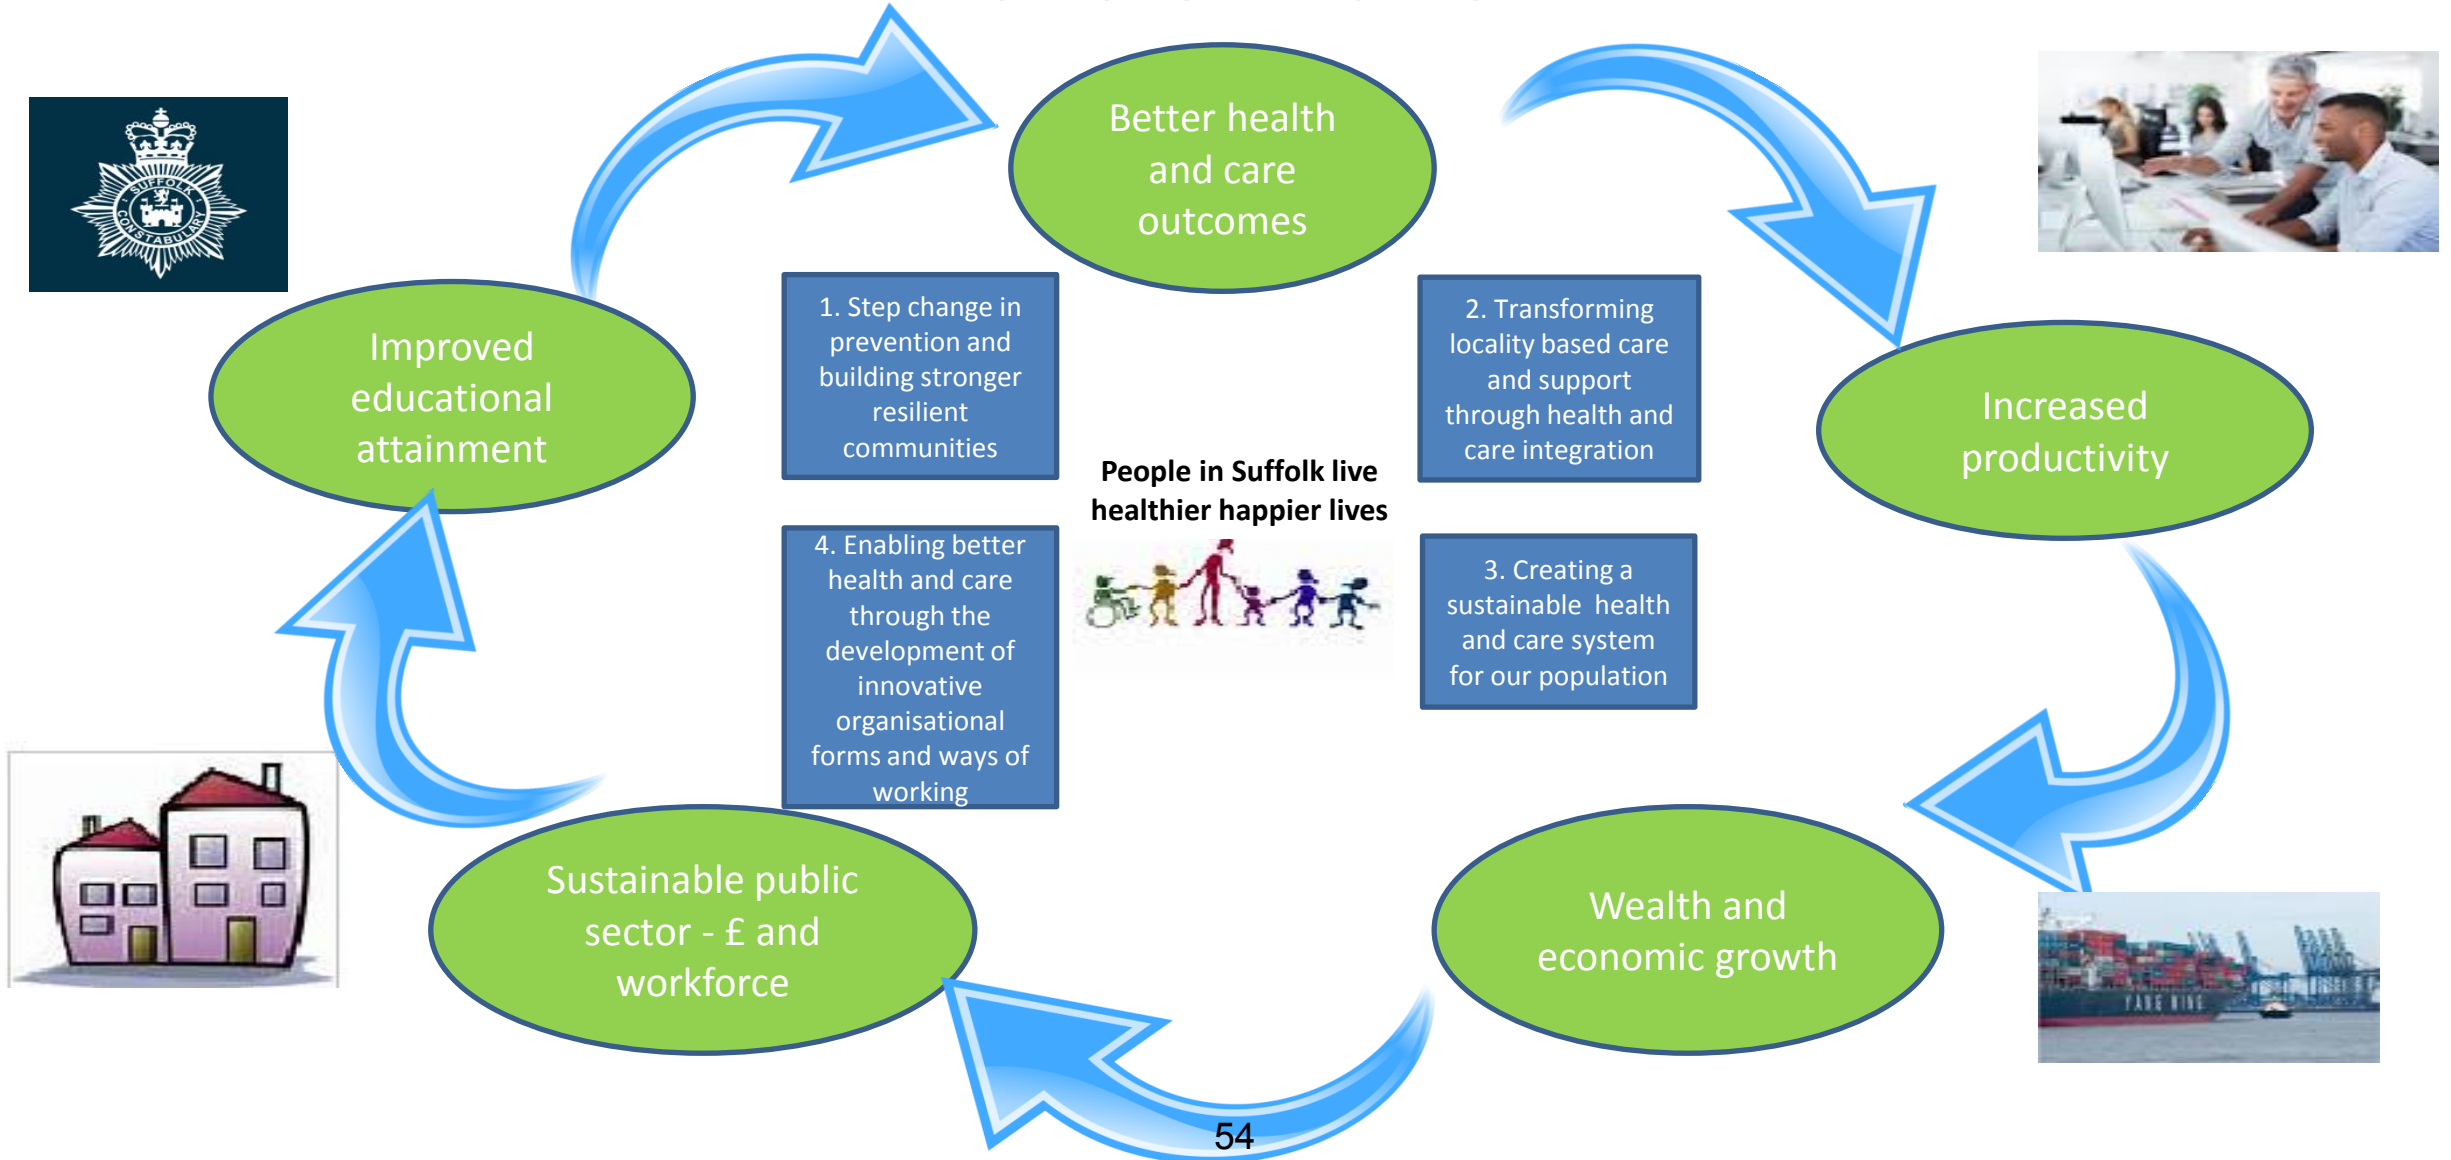 Better health
and care
outcomes
SUFFOLK
CONSTABULARY
Improved
educational
attainment
1. Step change in
prevention and
building stronger
resilient
communities
2. Transforming
locality based care
and support
through health and
care integration
Increased
productivity
People in Suffolk live
healthier happier lives
4. Enabling better
health and care
through the
development of
innovative
organisational
forms and ways of
working
3. Creating a
sustainable  health
and care system
for our population
Sustainable public
sector - £ and
workforce
Wealth and
economic growth
YANG MING
54